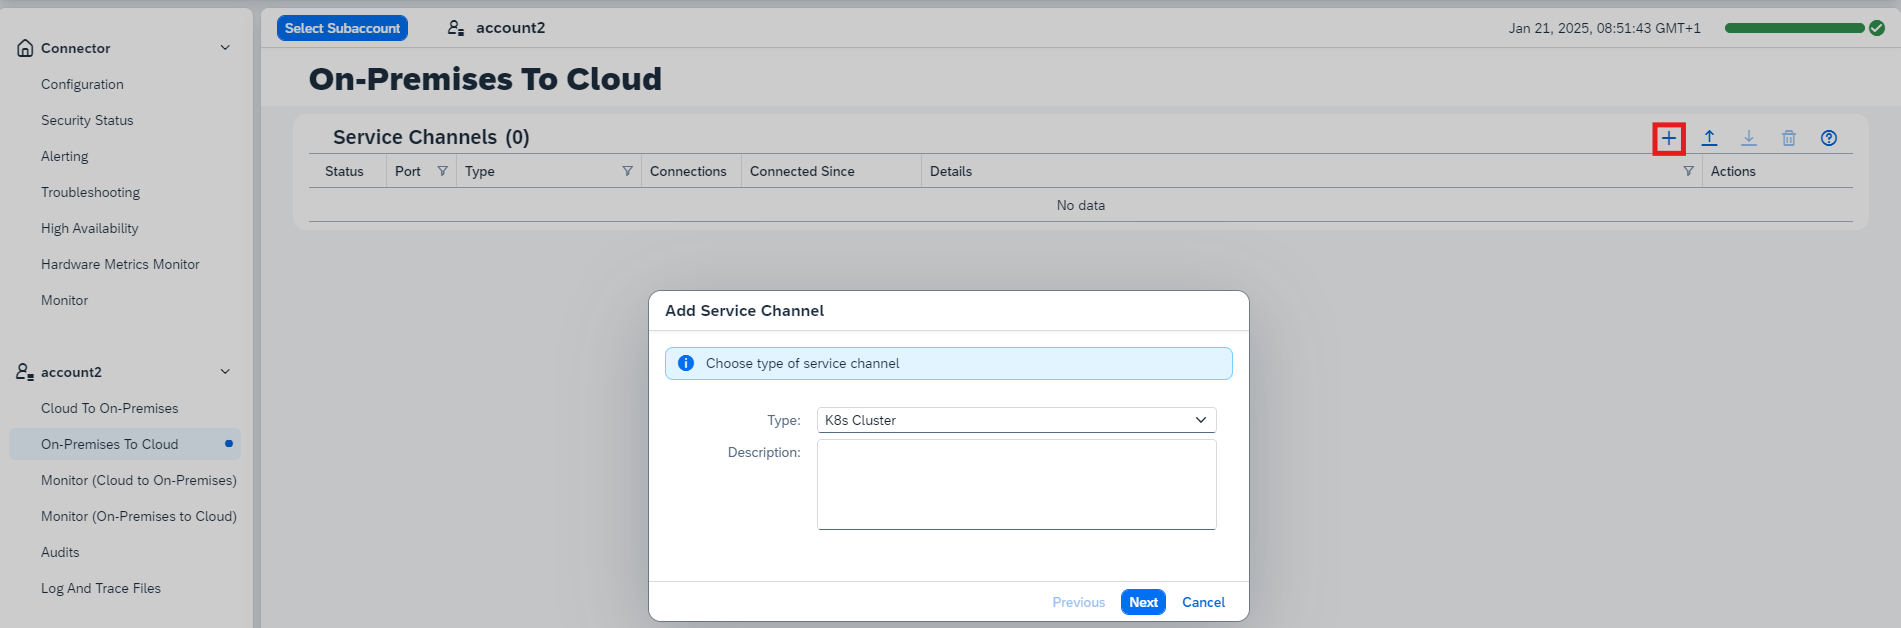 Connector
Configuration
Security Status
Alerting
Troubleshooting
High Availability
Hardware Metrics Monitor
Monitor
account2
Cloud To On-Premises
On-Premises To Cloud
Monitor (Cloud to On-Premises)
Monitor (On-Premises to Cloud)
Audits
Log And Trace Files
Select Subaccount account2 Jan 21, 2025, 08:51:43 GMT+1
On-Premises To Cloud
Service Channels (0)
Status Port Type Connections Connected Since Details Actions
No data
Add Service Channel
Choose type of service channel
Type: K8s Cluster
Description:
Previous Next Cancel